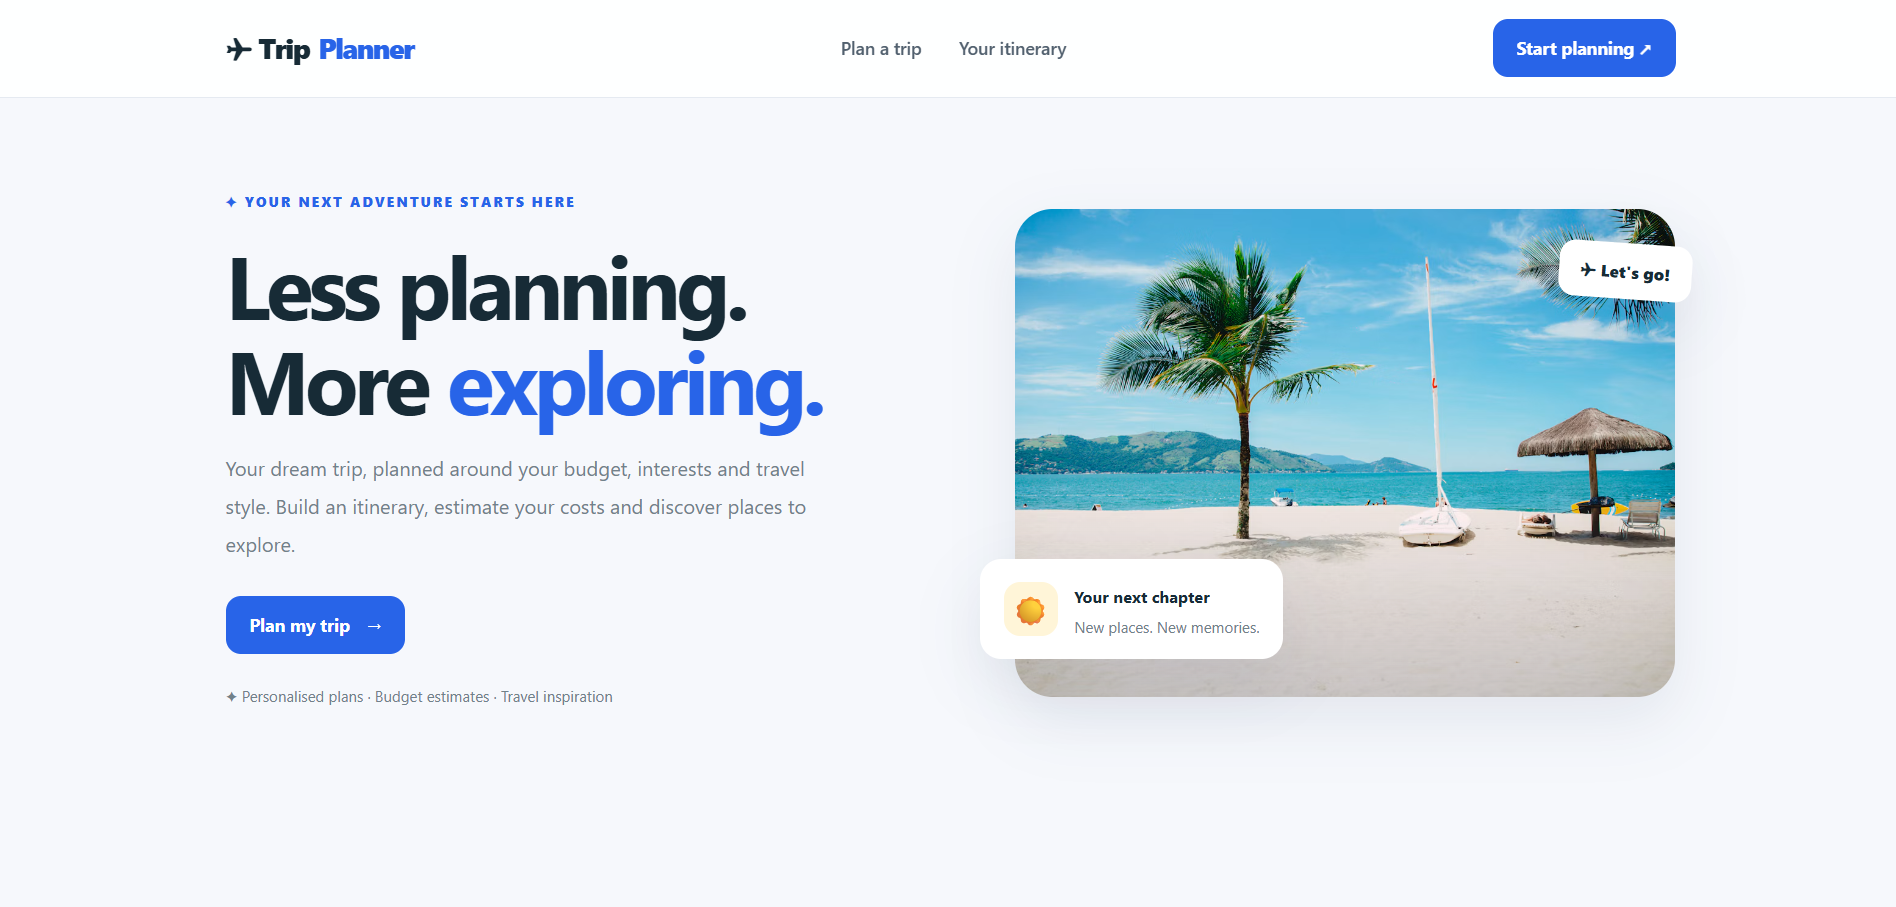 ✈ Trip Planner
Plan a trip
Your itinerary
Start planning ↗
✦ YOUR NEXT ADVENTURE STARTS HERE
Less planning.
More exploring.
Your dream trip, planned around your budget, interests and travel
style. Build an itinerary, estimate your costs and discover places to
explore.
Plan my trip →
✦ Personalised plans · Budget estimates · Travel inspiration
✈ Let's go!
Your next chapter
New places. New memories.